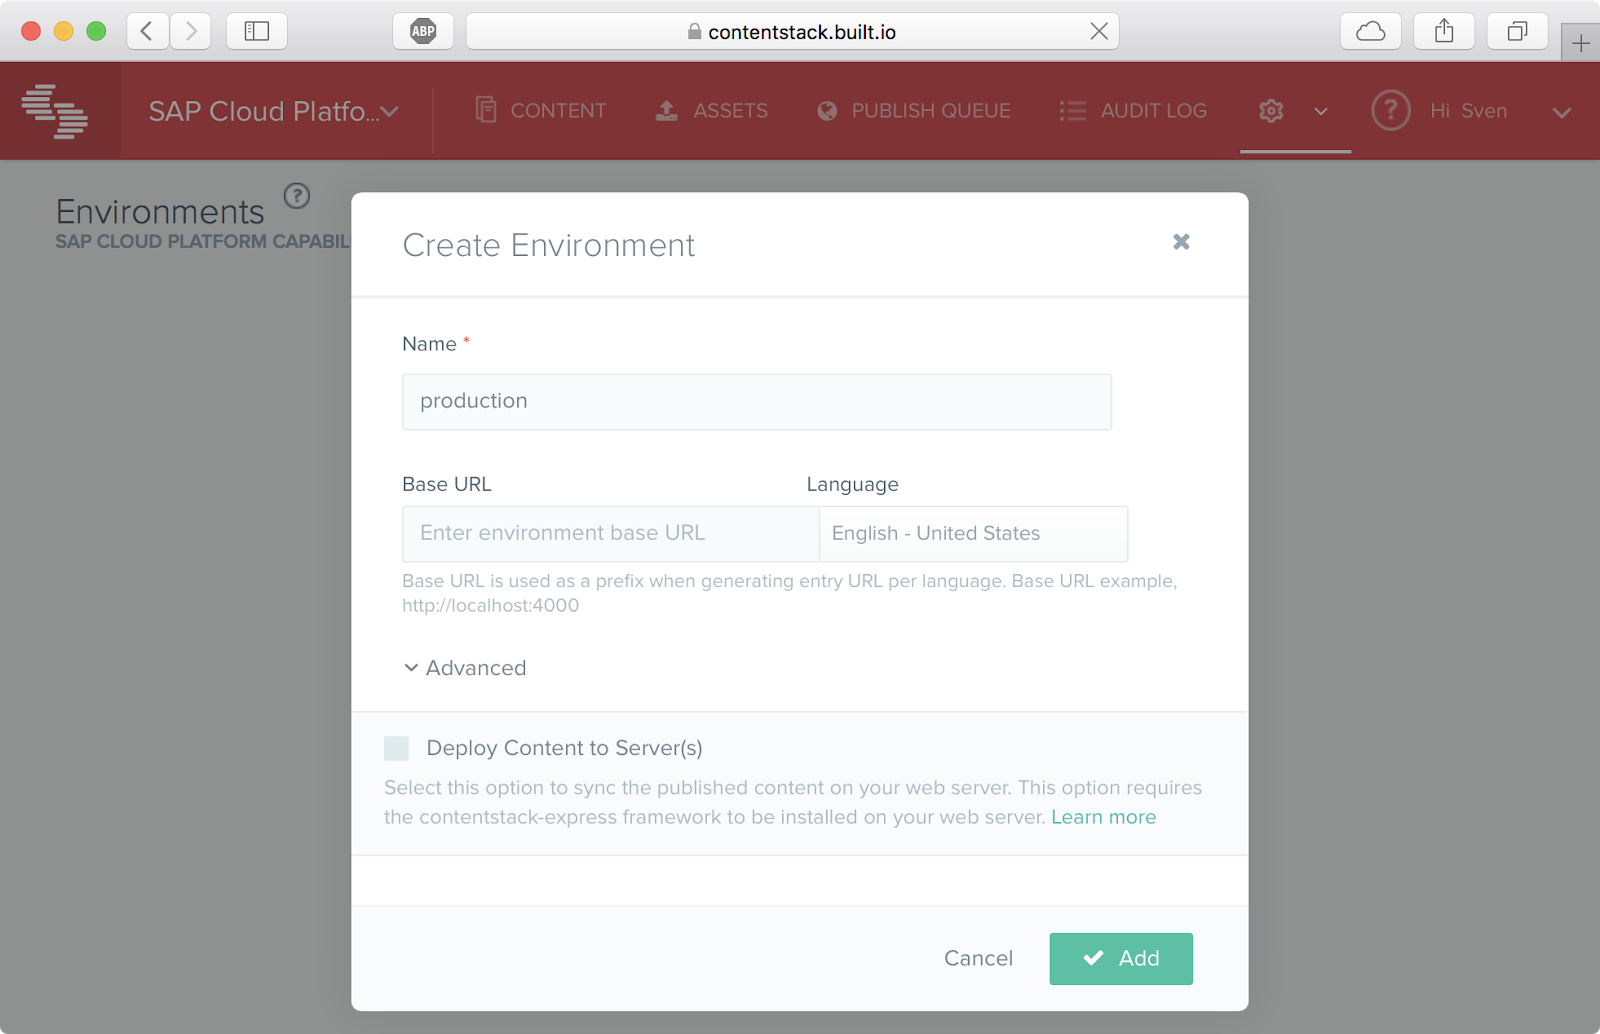 ABP
contentstack.built.io
SAP Cloud Platfo...
CONTENT
ASSETS
PUBLISH QUEUE
AUDIT LOG
?
Hi Sven
Environments
?
SAP CLOUD PLATFORM CAPABIL
Create Environment
Name *
production
Base URL
Language
Enter environment base URL
English - United States
Base URL is used as a prefix when generating entry URL per language. Base URL example,
http://localhost:4000
Advanced
Deploy Content to Server(s)
Select this option to sync the published content on your web server. This option requires
the contentstack-express framework to be installed on your web server. Learn more
Cancel
Add